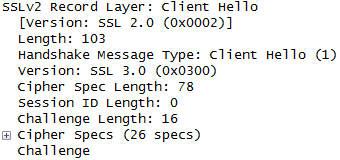 SSLv2 Record Layer: Client Hello
[version: SSL 2.0 (0x0002)]
Length: 103
Handshake Message Type: Client Hello (1)
Version: SSL 3.0 (0x0300)
Cipher Spec Length: 78
Session ID Length: 0
Challenge Length: 16
Cipher Specs (26 specs)
Challenge